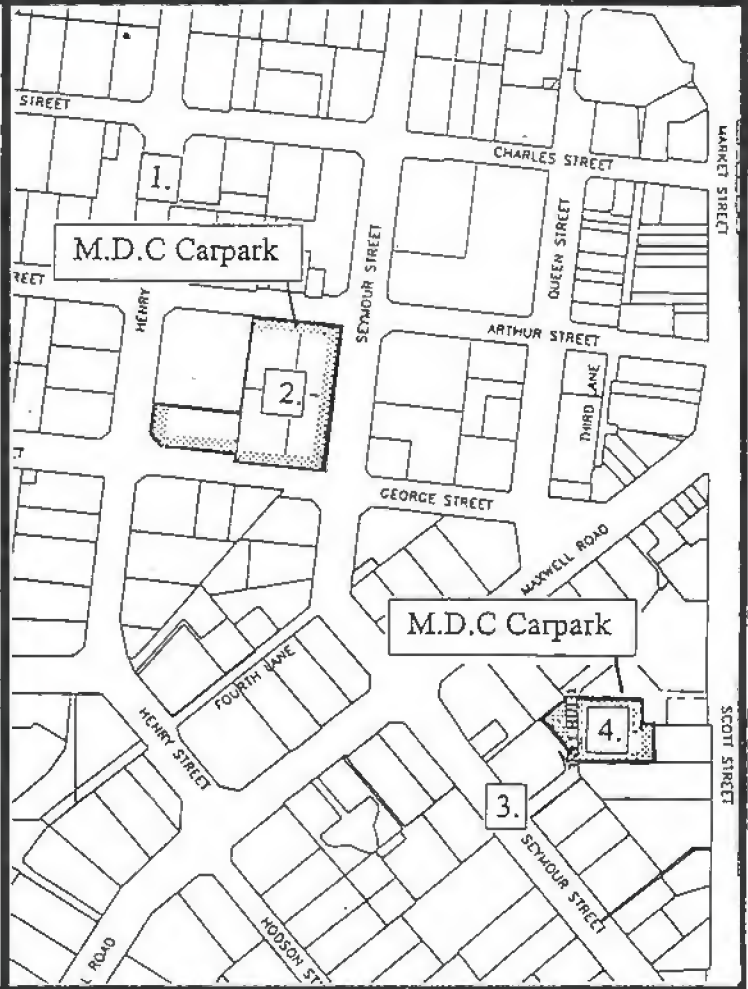 STREET
CHARLES STREET
MARKET STREET
1.
M.D.C Carpark
REET
HENRY
SEYMOUR STREET
QUEEN STREET
ARTHUR STREET
2.
THIRD LANE
GEORGE STREET
MAXWELL ROAD
M.D.C Carpark
FOURTH LANE
HENRY STREET
4.
SCOTT STREET
3.
SEYMOUR STREET
HODSON ST
L ROAD